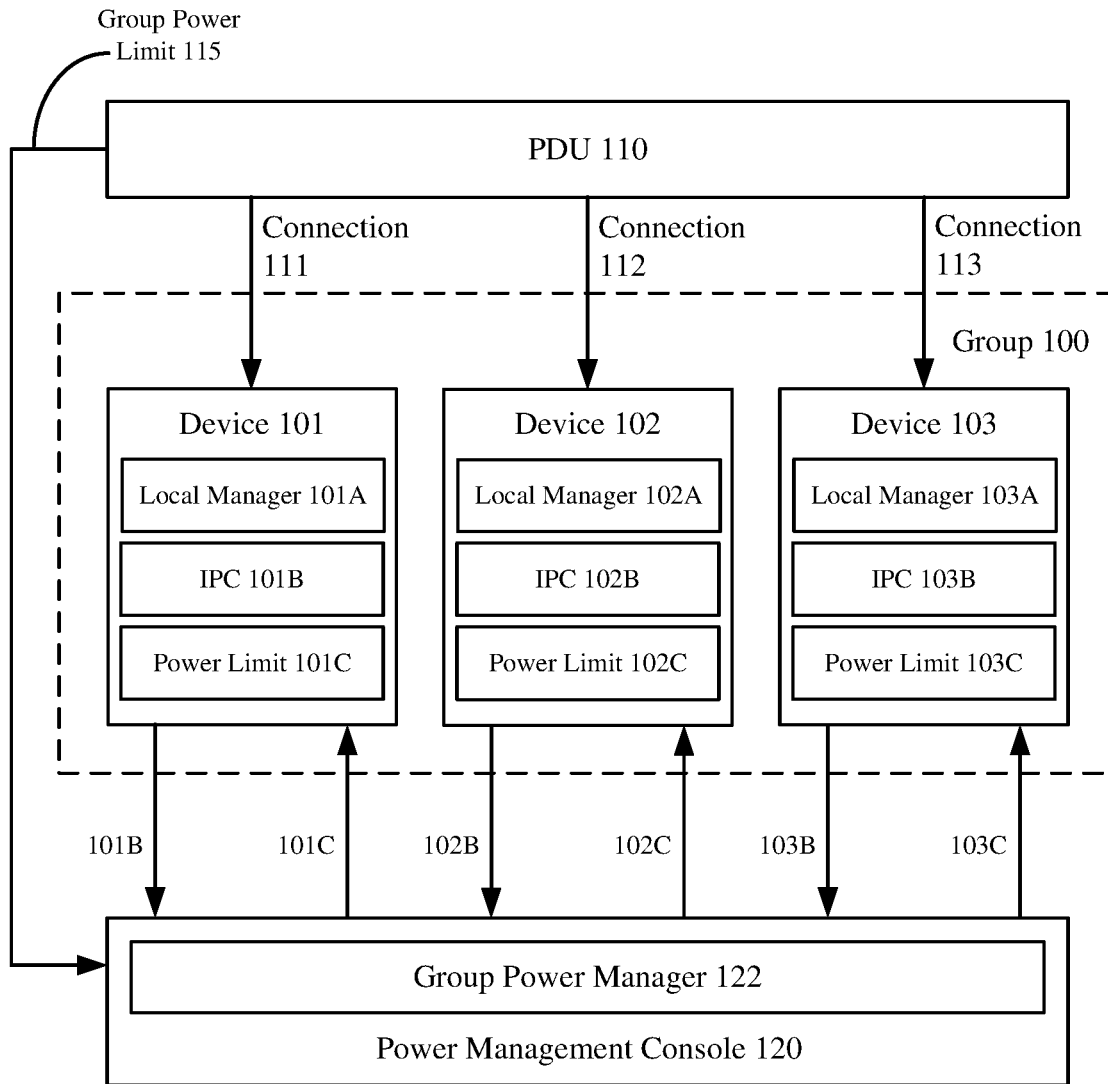 Group Power
Limit 115
PDU 110
Connection
111
Connection
112
Connection
113
Group 100
Device 101
Local Manager 101A
IPC 101B
Power Limit 101C
Device 102
Local Manager 102A
IPC 102B
Power Limit 102C
Device 103
Local Manager 103A
IPC 103B
Power Limit 103C
101B
101C
102B
102C
103B
103C
Group Power Manager 122
Power Management Console 120